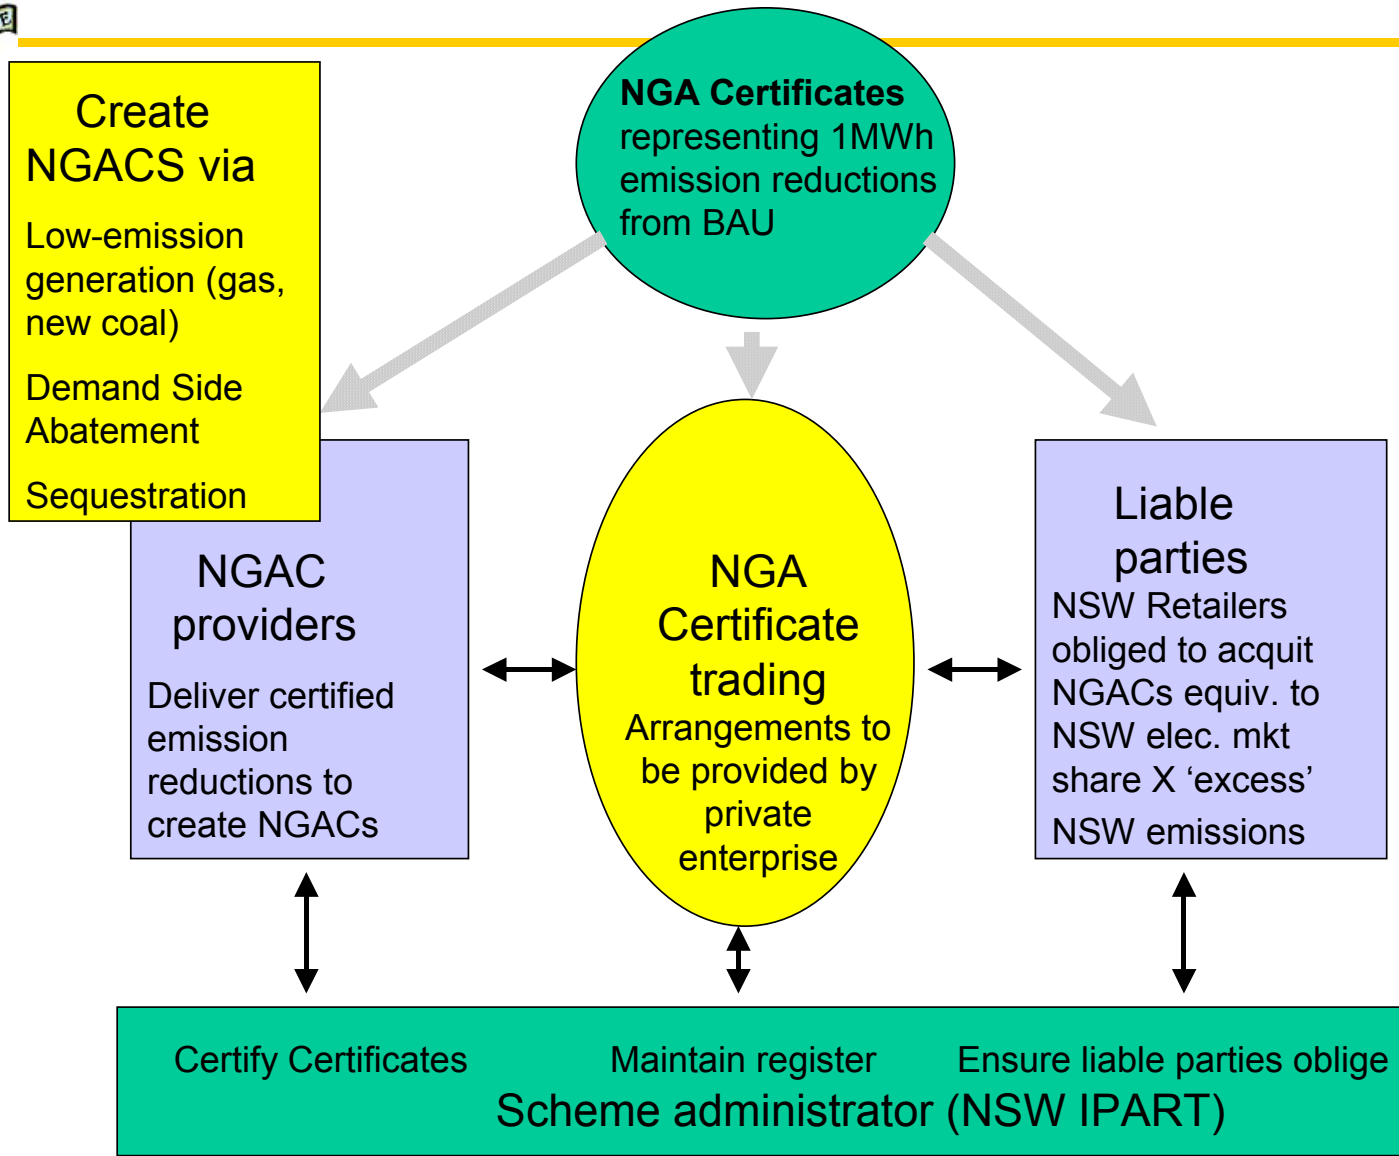 Create
NGACS via
Low-emission
generation (gas,
new coal)
Demand Side
Abatement
Sequestration
NGA Certificates
representing 1MWh
emission reductions
from BAU
NGAC
providers
Deliver certified
emission
reductions to
create NGACs
NGA
Certificate
trading
Arrangements to
be provided by
private
enterprise
Liable
parties
NSW Retailers
obliged to acquit
NGACs equiv. to
NSW elec. mkt
share X ‘excess’
NSW emissions
Certify Certificates
Maintain register
Ensure liable parties oblige
Scheme administrator (NSW IPART)